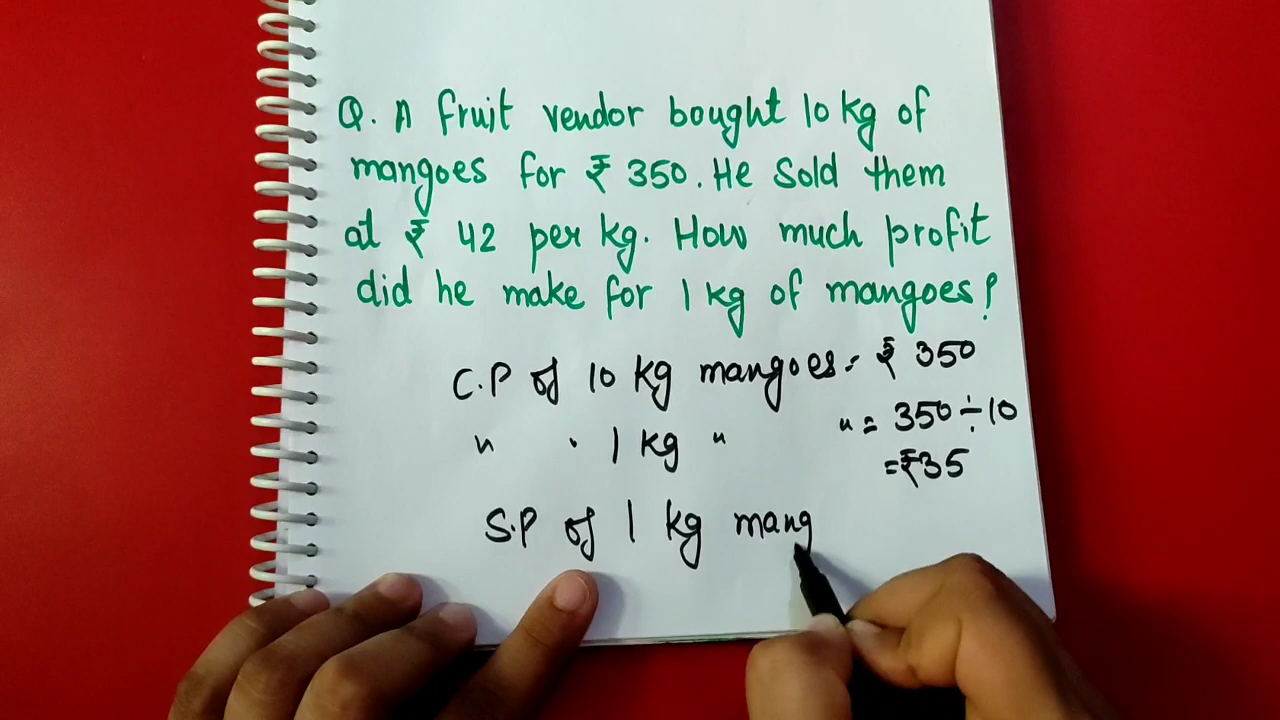 Q. A fruit vendor bought 10 kg of
mangoes for ₹ 350. He sold them
at ₹ 42 per kg. How much profit
did he make for 1 kg of mangoes?
C.P of 10 kg mangoes = ₹ 350
" " 1 kg " " = 350 ÷ 10
= ₹35
S.P of 1 kg mang